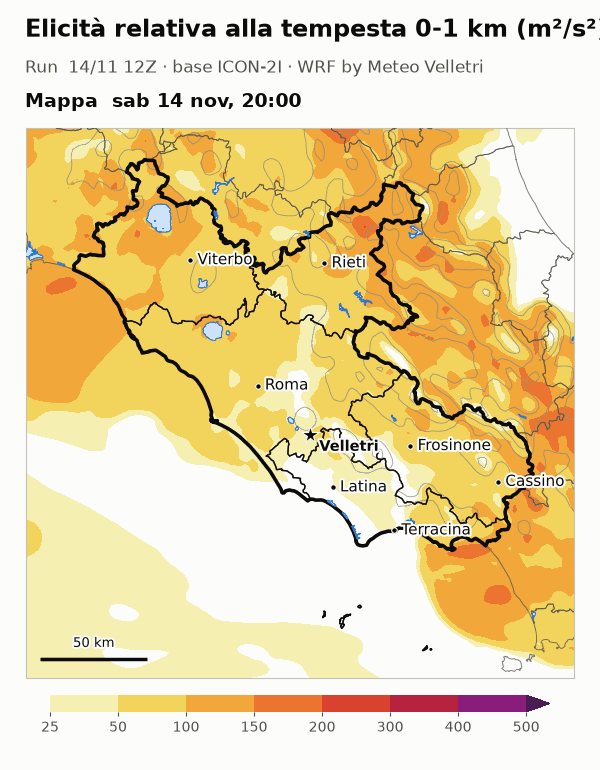 Elicità relativa alla tempesta 0-1 km (m²/s²)
Run 14/11 12Z · base ICON-2I · WRF by Meteo Velletri
Mappa sab 14 nov, 20:00
Viterbo
Rieti
Roma
Velletri
Frosinone
Latina
Cassino
Terracina
50 km
25 50 100 150 200 300 400 500